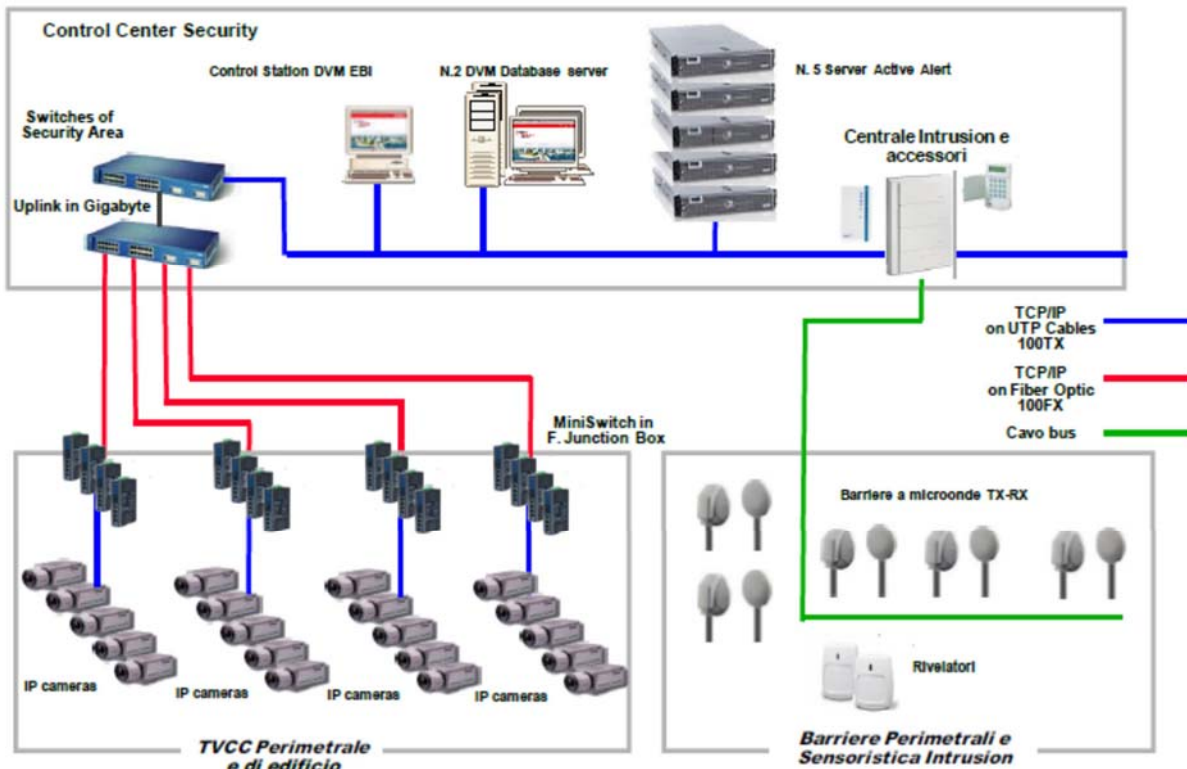 Control Center Security
Control Station DVM EBI
N.2 DVM Database server
N. 5 Server Active Alert
Switches of
Security Area
Centrale Intrusion e
accessori
Uplink in Gigabyte
TCP/IP
on UTP Cables
100TX
TCP/IP
on Fiber Optic
100FX
Cavo bus
MiniSwitch in
F. Junction Box
Barriere a microonde TX-RX
Rivelatori
IP cameras
IP cameras
IP cameras
IP cameras
TVCC Perimetrale
e di edificio
Barriere Perimetrali e
Sensoristica Intrusion